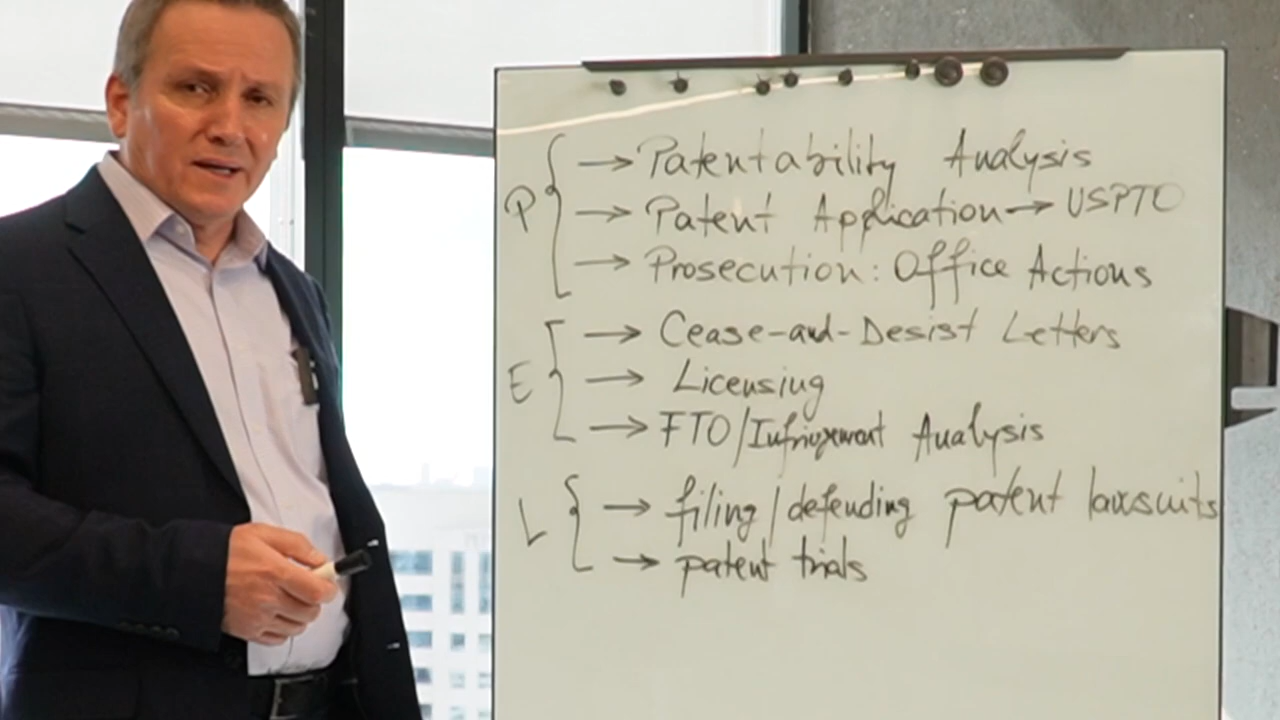 P { → Patentability Analysis
→ Patent Application → USPTO
→ Prosecution: Office Actions
E [ → Cease-and-Desist Letters
→ Licensing
→ FTO/Infringement Analysis
L { → filing/defending patent lawsuits
→ patent trials